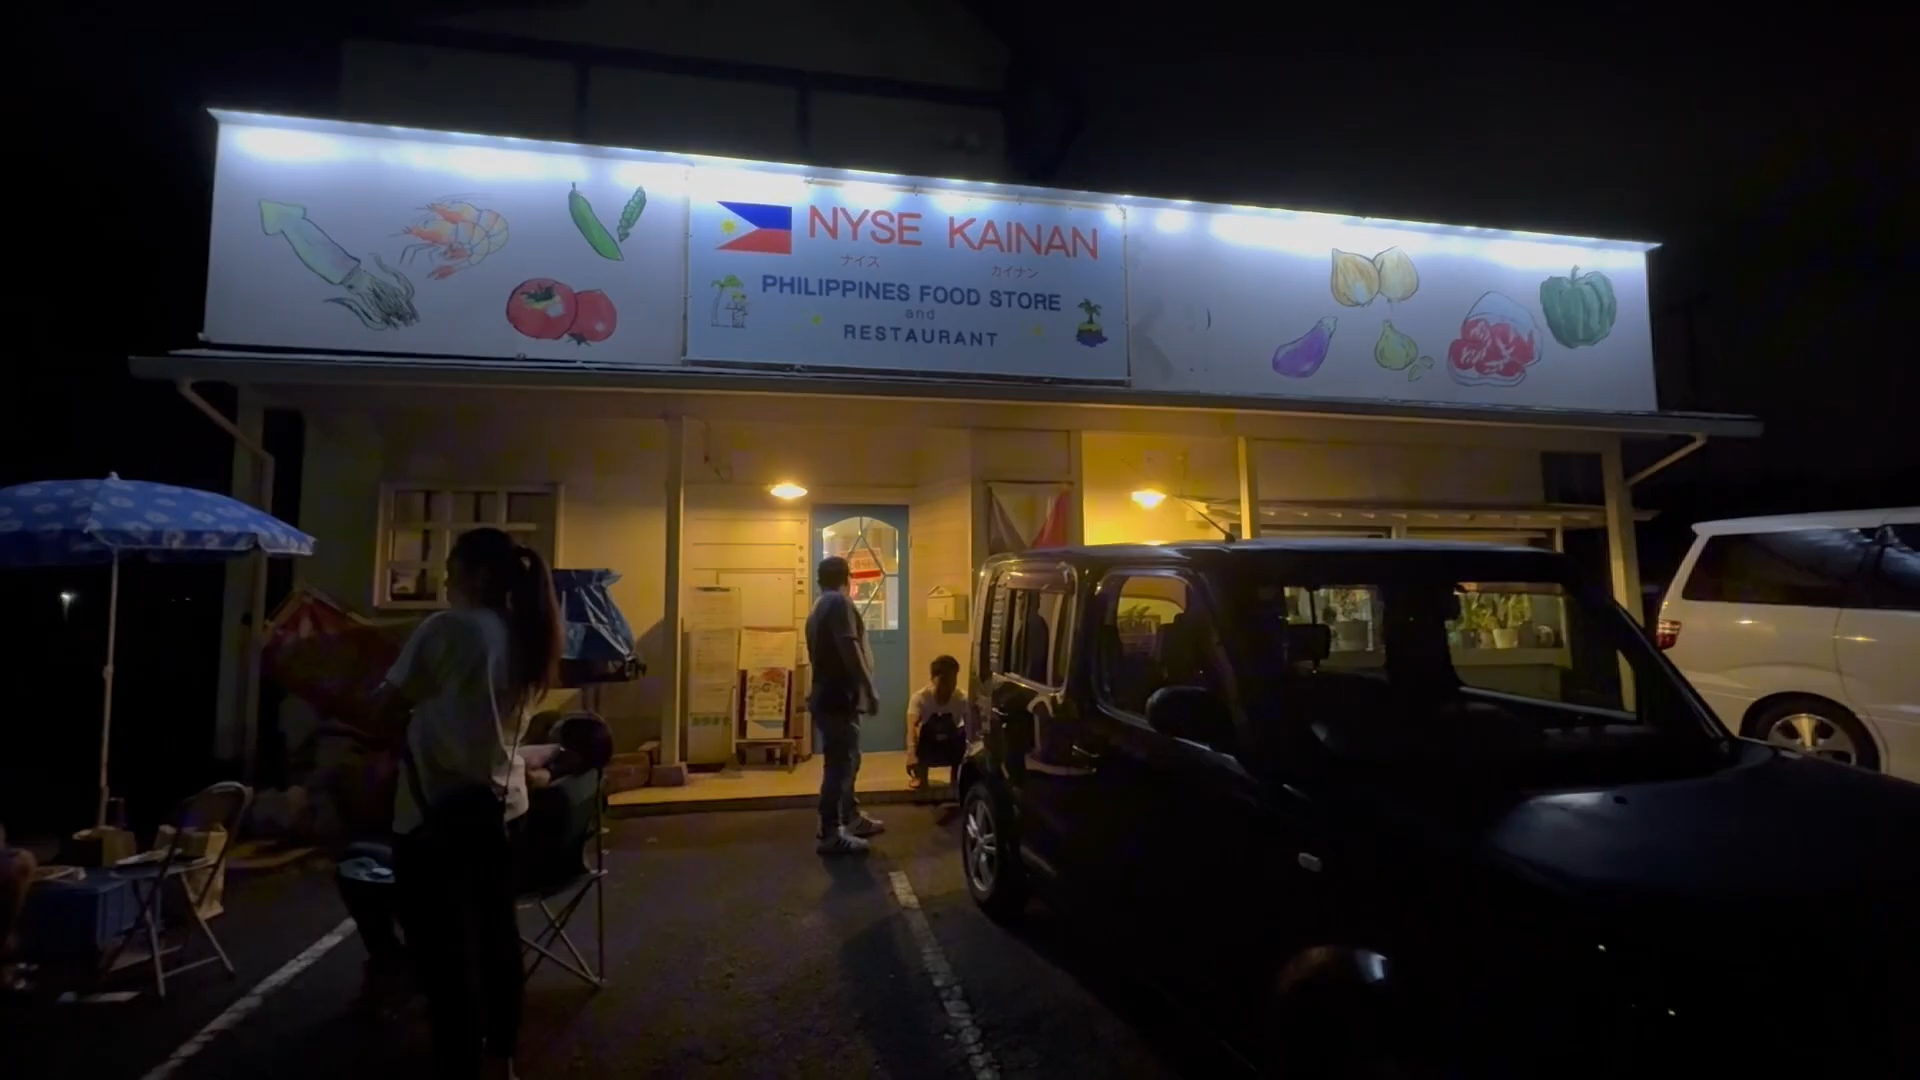 NYSE KAINAN
ナイス カイナン
PHILIPPINES FOOD STORE
and
RESTAURANT